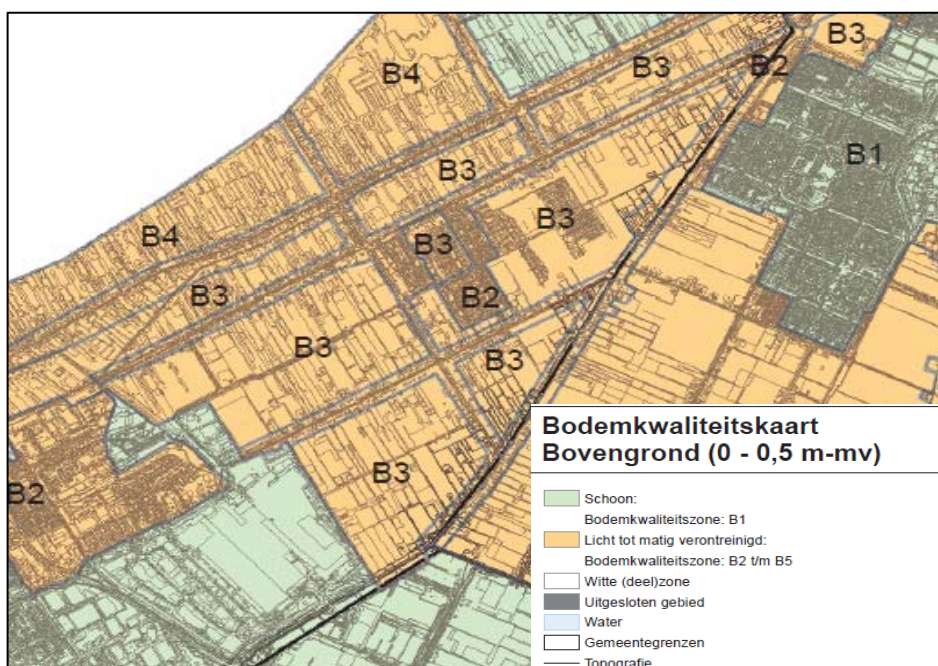 B3
B4
B3
B2
B1
B3
B3
B4
B3
B3
B2
B3
B3
B3
B2
Bodemkwaliteitskaart
Bovengrond (0 - 0,5 m-mv)
Schoon:
Bodemkwaliteitszone: B1
Licht tot matig verontreinigd:
Bodemkwaliteitszone: B2 t/m B5
Witte (deel)zone
Uitgesloten gebied
Water
Gemeentegrenzen
Topografie